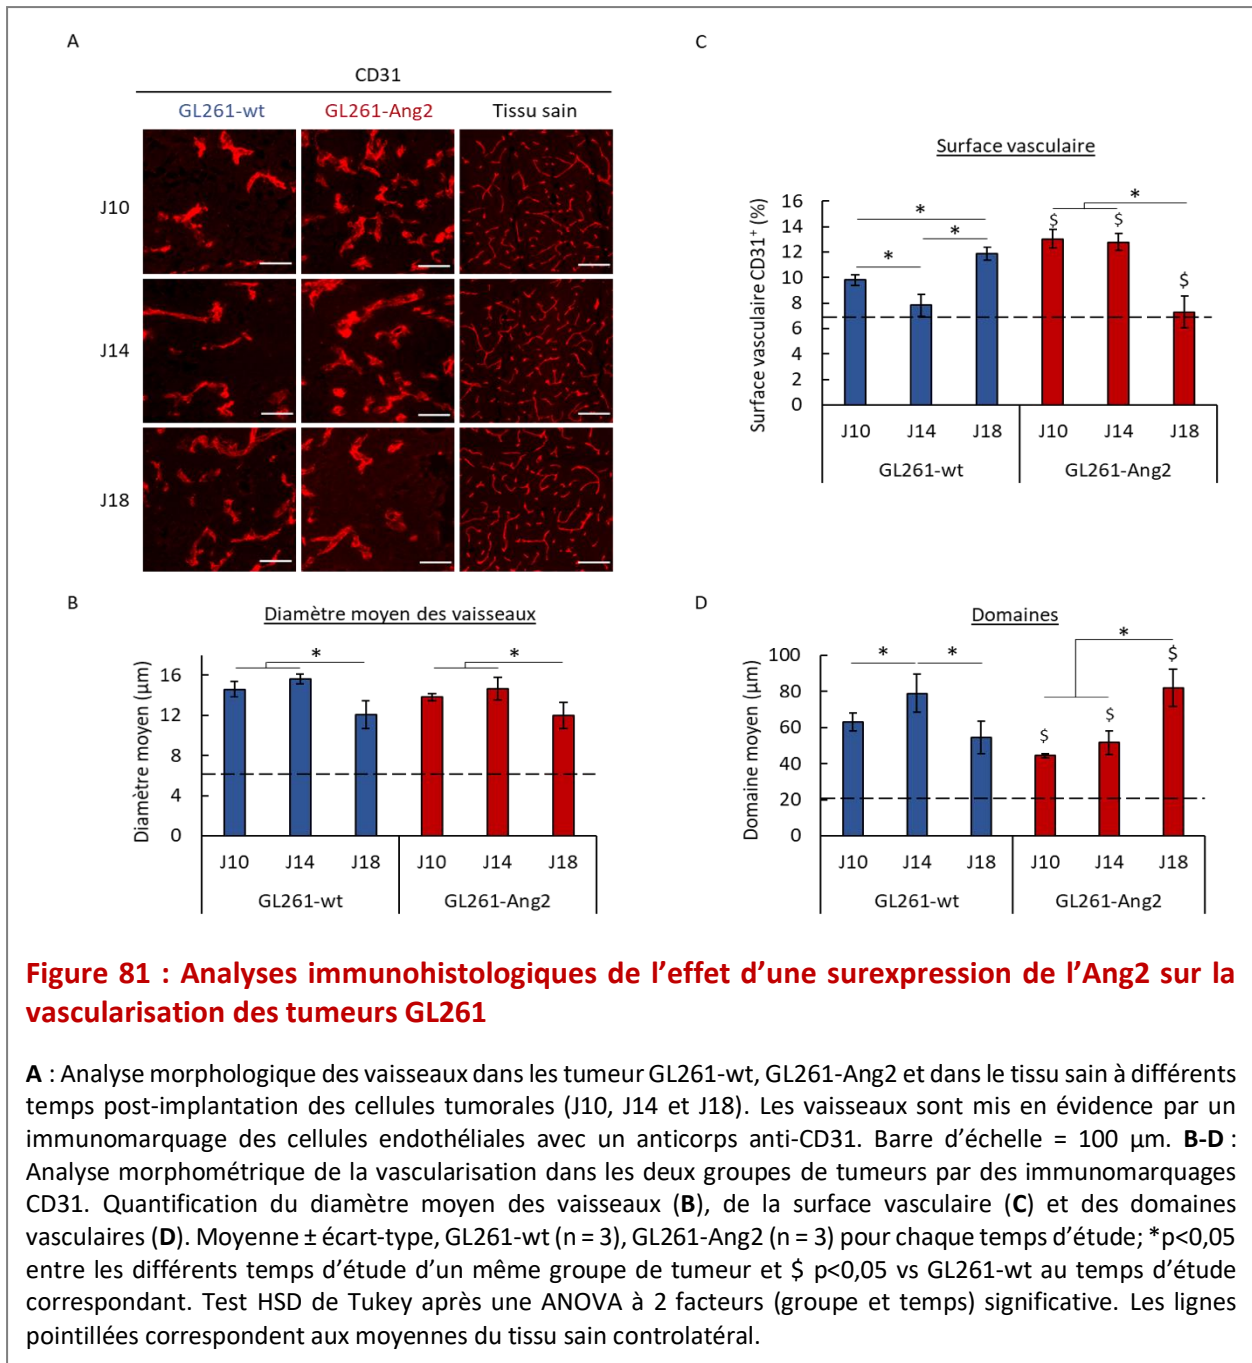 A
CD31
GL261-wt GL261-Ang2 Tissu sain
J10
J14
J18
C
Surface vasculaire
Surface vasculaire CD31⁺ (%)
16
14
12
10
8
6
4
2
0
* * * $ $ * $
J10 J14 J18 J10 J14 J18
GL261-wt GL261-Ang2
B
Diamètre moyen des vaisseaux
Diamètre moyen (µm)
16
12
8
4
0
* *
J10 J14 J18 J10 J14 J18
GL261-wt GL261-Ang2
D
Domaines
Domaine moyen (µm)
100
80
60
40
20
0
* * $ $ * $
J10 J14 J18 J10 J14 J18
GL261-wt GL261-Ang2
Figure 81 : Analyses immunohistologiques de l’effet d’une surexpression de l’Ang2 sur la
vascularisation des tumeurs GL261
A : Analyse morphologique des vaisseaux dans les tumeur GL261-wt, GL261-Ang2 et dans le tissu sain à différents
temps post-implantation des cellules tumorales (J10, J14 et J18). Les vaisseaux sont mis en évidence par un
immunomarquage des cellules endothéliales avec un anticorps anti-CD31. Barre d’échelle = 100 µm. B-D :
Analyse morphométrique de la vascularisation dans les deux groupes de tumeurs par des immunomarquages
CD31. Quantification du diamètre moyen des vaisseaux (B), de la surface vasculaire (C) et des domaines
vasculaires (D). Moyenne ± écart-type, GL261-wt (n = 3), GL261-Ang2 (n = 3) pour chaque temps d’étude; *p<0,05
entre les différents temps d’étude d’un même groupe de tumeur et $ p<0,05 vs GL261-wt au temps d’étude
correspondant. Test HSD de Tukey après une ANOVA à 2 facteurs (groupe et temps) significative. Les lignes
pointillées correspondent aux moyennes du tissu sain controlatéral.